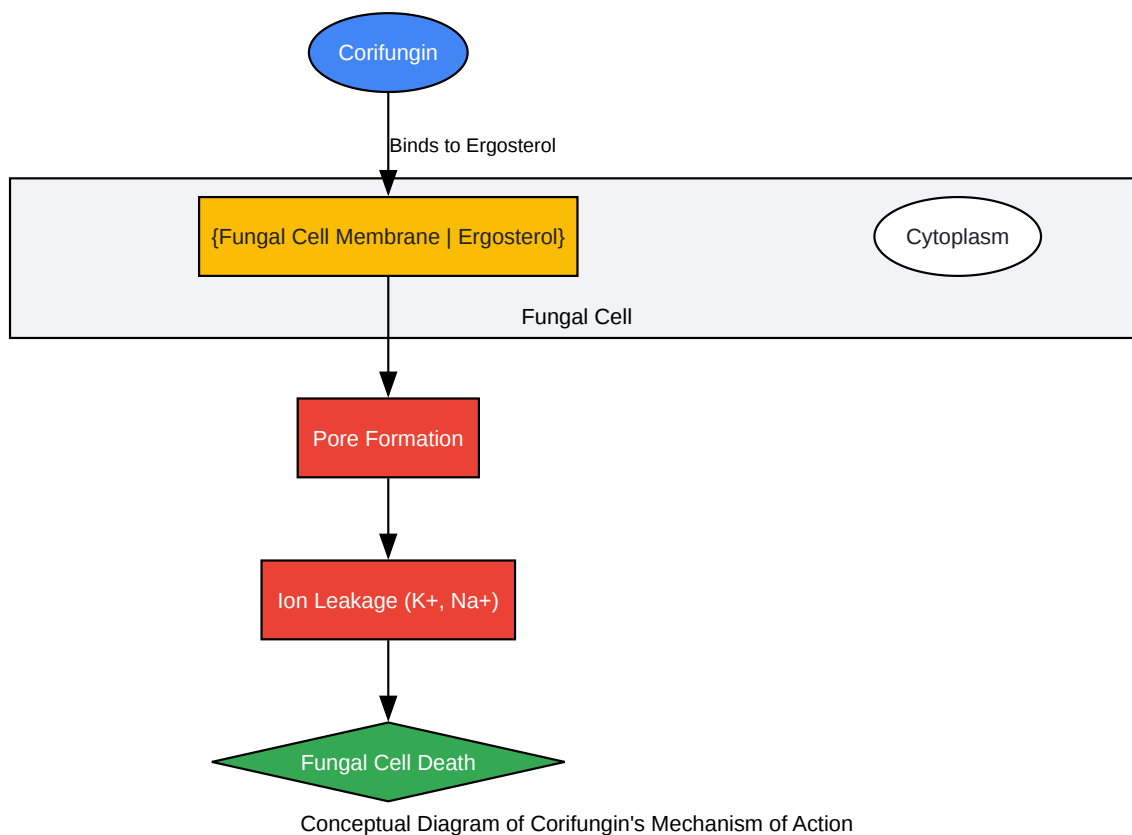 Corifungin
Binds to Ergosterol
{Fungal Cell Membrane | Ergosterol}
Cytoplasm
Fungal Cell
Pore Formation
Ion Leakage (K+, Na+)
Fungal Cell Death
Conceptual Diagram of Corifungin's Mechanism of Action